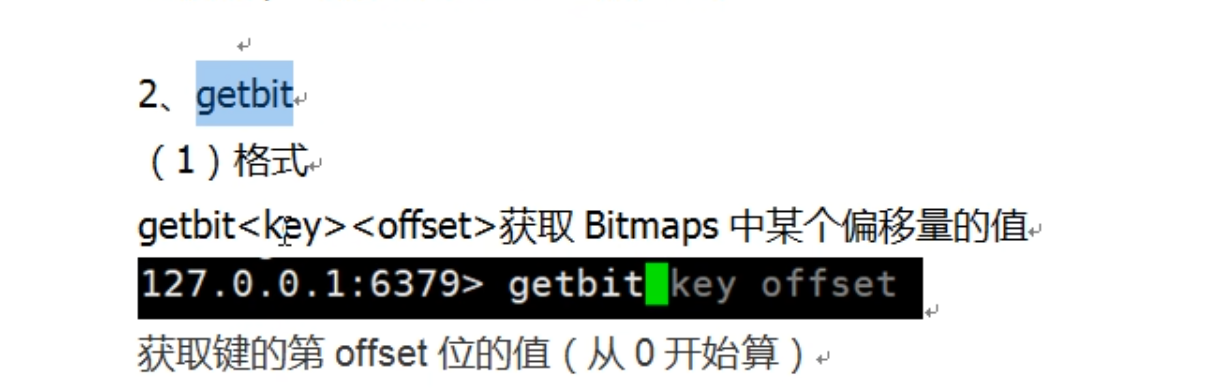 2、getbit
（1）格式
getbit<key><offset>获取 Bitmaps 中某个偏移量的值
127.0.0.1:6379> getbit key offset
获取键的第 offset 位的值（从 0 开始算）